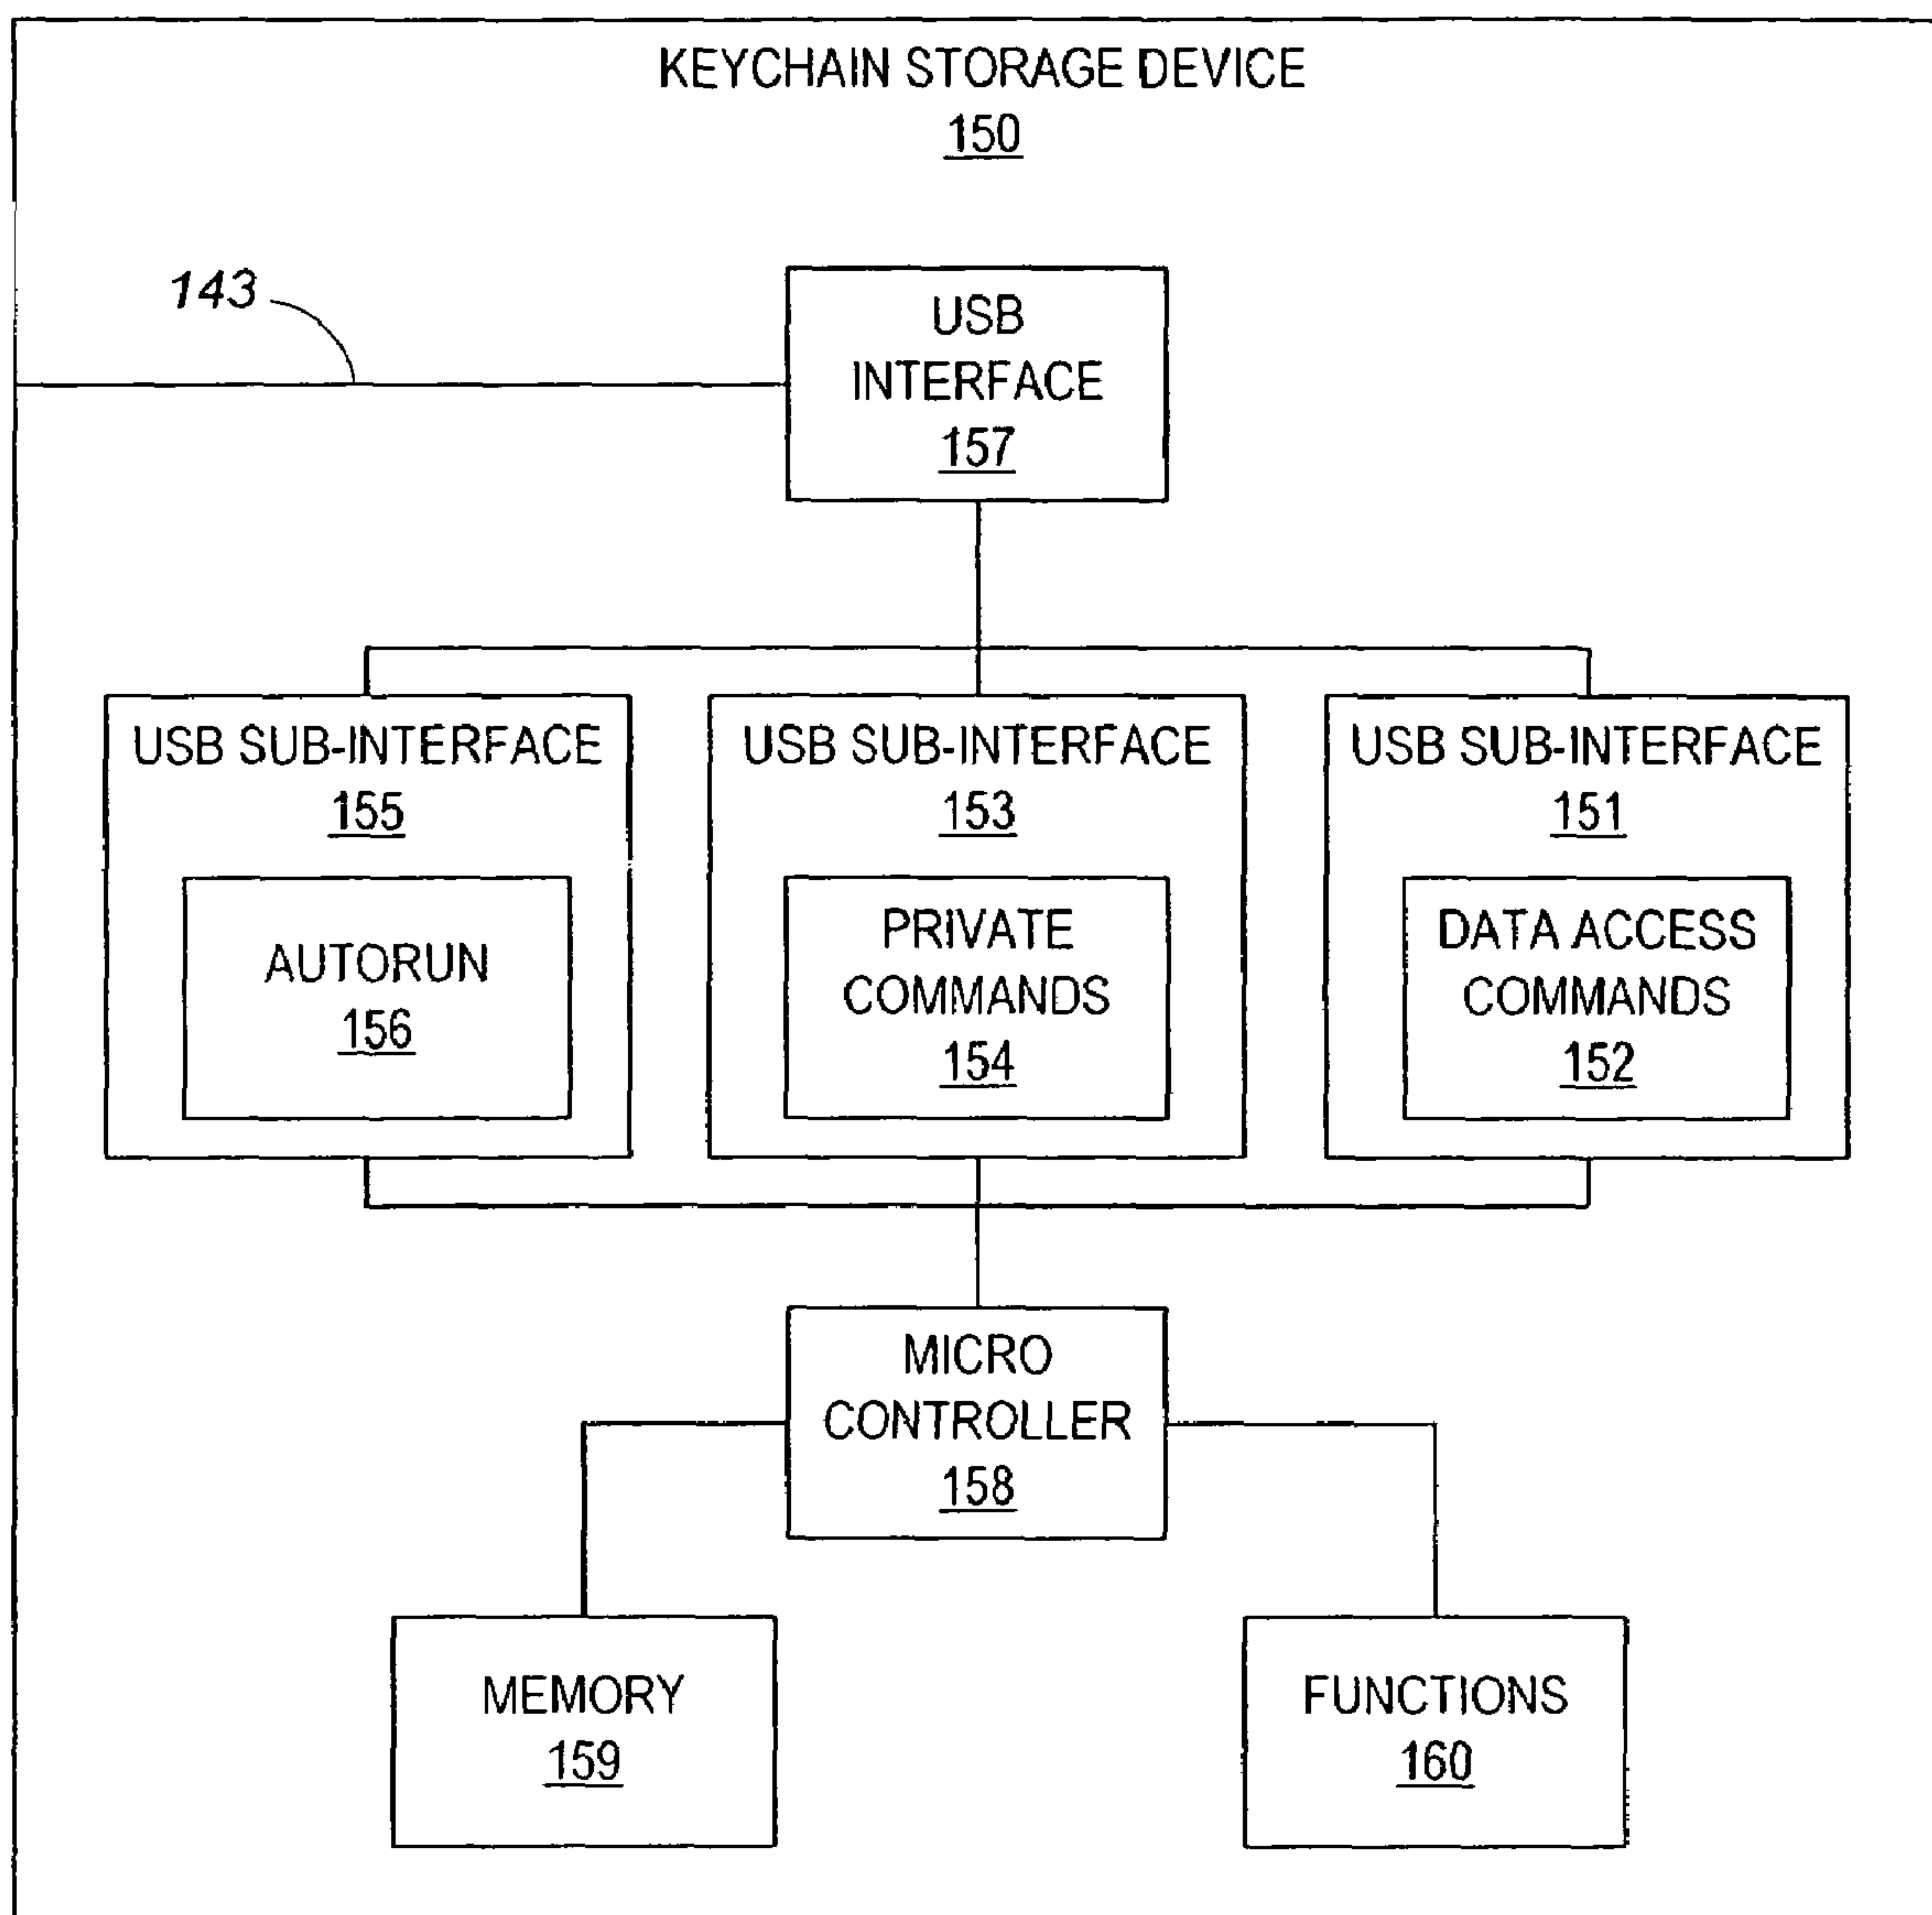 KEYCHAIN STORAGE DEVICE
150
143
USB
INTERFACE
157
USB SUB-INTERFACE
155
AUTORUN
156
USB SUB-INTERFACE
153
PRIVATE
COMMANDS
154
USB SUB-INTERFACE
151
DATA ACCESS
COMMANDS
152
MICRO
CONTROLLER
158
MEMORY
159
FUNCTIONS
160